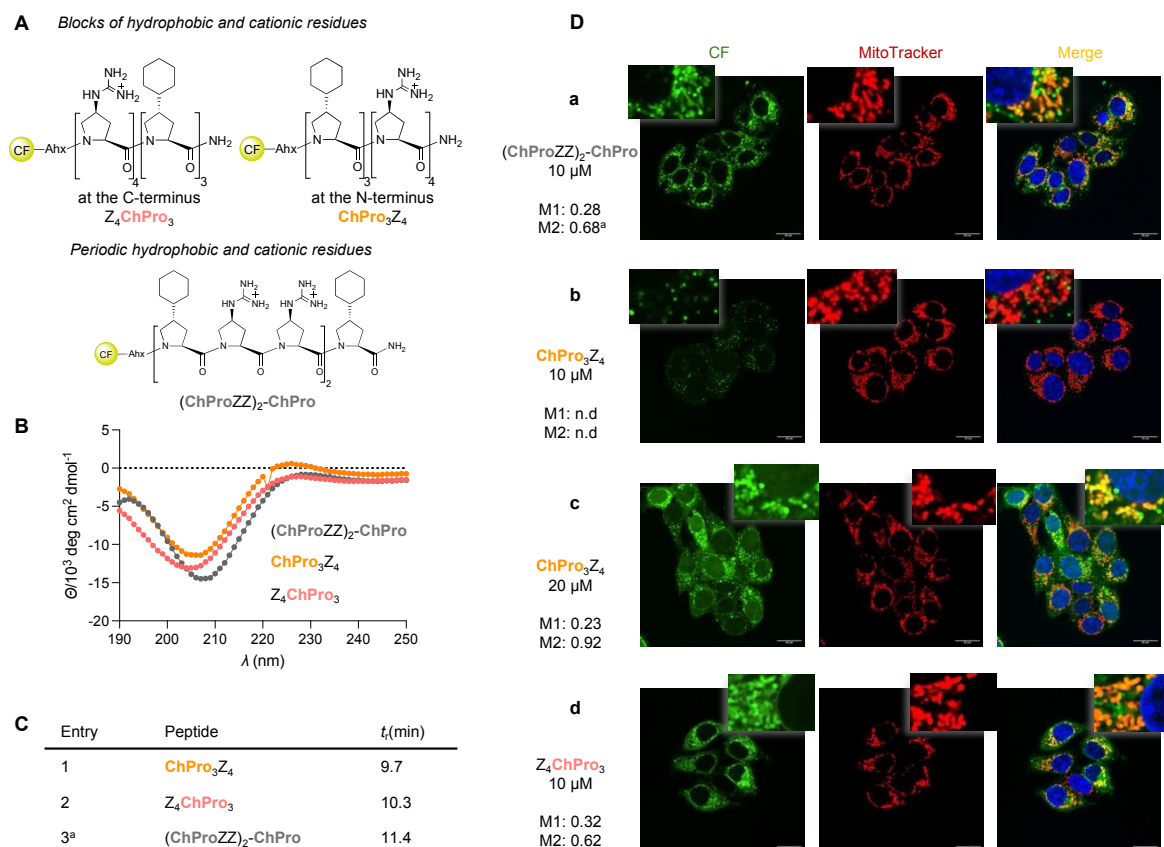 A
Blocks of hydrophobic and cationic residues
NH₂
HN NH₂
+
CF Ahx N O N O NH₂
4 3
at the C-terminus
Z₄ChPro₃
NH₂
HN NH₂
+
CF Ahx N O N O NH₂
3 4
at the N-terminus
ChPro₃Z₄
Periodic hydrophobic and cationic residues
NH₂ NH₂
HN NH₂ HN NH₂
+ +
CF Ahx N O N O N O N O NH₂
2
(ChProZZ)₂-ChPro
B
5
0
-5
-10
-15
-20
Θ/10³ deg cm² dmol⁻¹
(ChProZZ)₂-ChPro
ChPro₃Z₄
Z₄ChPro₃
190 200 210 220 230 240 250
λ (nm)
C
Entry Peptide tᵣ(min)
1 ChPro₃Z₄ 9.7
2 Z₄ChPro₃ 10.3
3ᵃ (ChProZZ)₂-ChPro 11.4
D
CF MitoTracker Merge
a
(ChProZZ)₂-ChPro
10 µM
M1: 0.28
M2: 0.68ᵃ
b
ChPro₃Z₄
10 µM
M1: n.d
M2: n.d
c
ChPro₃Z₄
20 µM
M1: 0.23
M2: 0.92
d
Z₄ChPro₃
10 µM
M1: 0.32
M2: 0.62